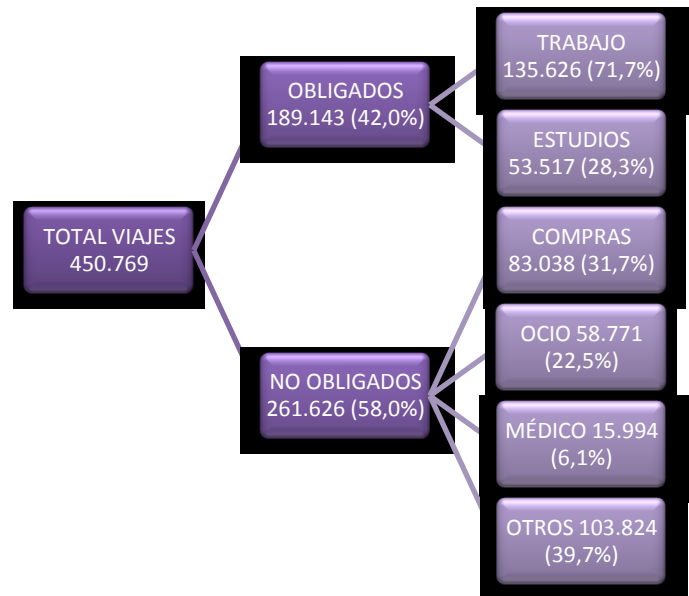 TOTAL VIAJES
450.769
OBLIGADOS
189.143 (42,0%)
NO OBLIGADOS
261.626 (58,0%)
TRABAJO
135.626 (71,7%)
ESTUDIOS
53.517 (28,3%)
COMPRAS
83.038 (31,7%)
OCIO 58.771
(22,5%)
MÉDICO 15.994
(6,1%)
OTROS 103.824
(39,7%)